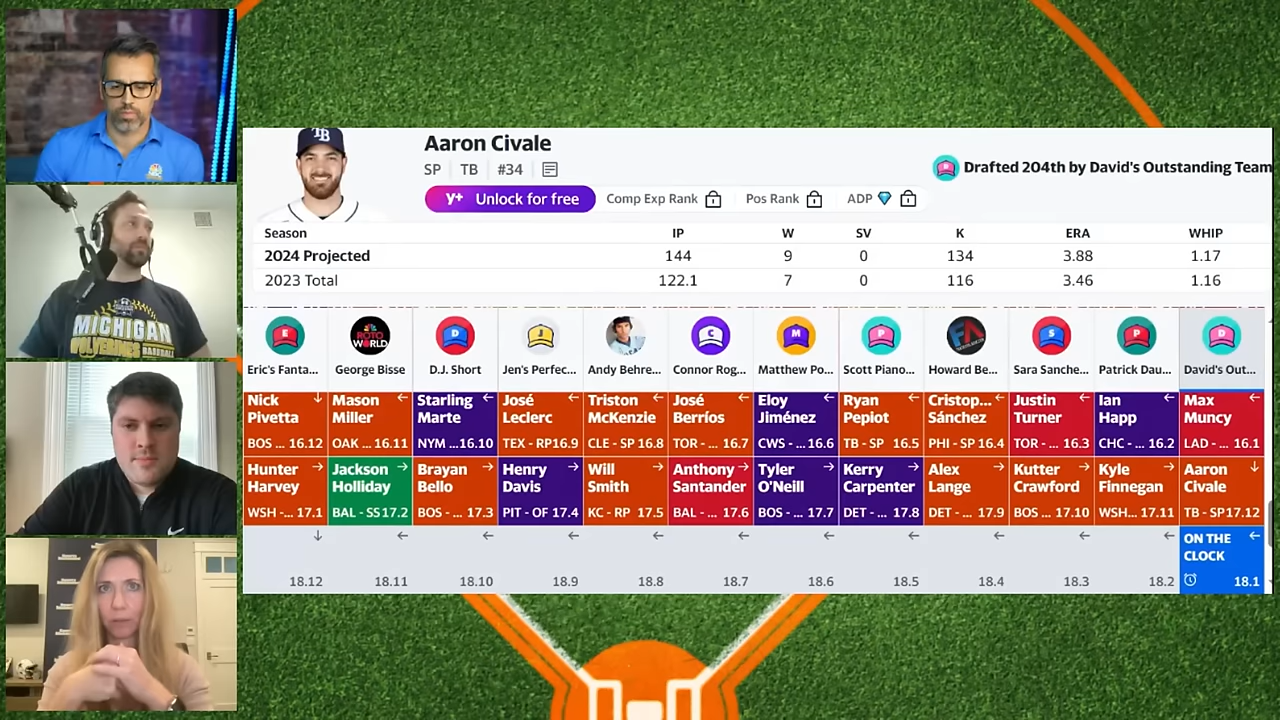 Aaron Civale
SP TB #34
Drafted 204th by David's Outstanding Team
y+ Unlock for free Comp Exp Rank Pos Rank ADP
Season IP W SV K ERA WHIP
2024 Projected 144 9 0 134 3.88 1.17
2023 Total 122.1 7 0 116 3.46 1.16
E ROTO WORLD D J C M P FA S P D
Eric's Fanta... George Bisse D.J. Short Jen's Perfec... Andy Behre... Connor Rog... Matthew Po... Scott Piano... Howard Be... Sara Sanche... Patrick Dau... David's Out...
Nick Mason Starling José Triston José Eloy Ryan Cristop... Justin Ian Max
Pivetta Miller Marte Leclerc McKenzie Berríos Jiménez Pepiot Sánchez Turner Happ Muncy
BOS ... 16.12 OAK ... 16.11 NYM ...16.10 TEX - RP16.9 CLE - SP 16.8 TOR - ... 16.7 CWS - ... 16.6 TB - SP 16.5 PHI - SP 16.4 TOR - ... 16.3 CHC - ... 16.2 LAD - ... 16.1
Hunter Jackson Brayan Henry Will Anthony Tyler Kerry Alex Kutter Kyle Aaron
Harvey Holliday Bello Davis Smith Santander O'Neill Carpenter Lange Crawford Finnegan Civale
WSH - ... 17.1 BAL - SS17.2 BOS - ... 17.3 PIT - OF 17.4 KC - RP 17.5 BAL - ... 17.6 BOS - ... 17.7 DET - ... 17.8 DET - ... 17.9 BOS ... 17.10 WSH... 17.11 TB - SP17.12
ON THE
CLOCK
18.12 18.11 18.10 18.9 18.8 18.7 18.6 18.5 18.4 18.3 18.2 18.1
TB
MICHIGAN
WOLVERINES
BASEBALL